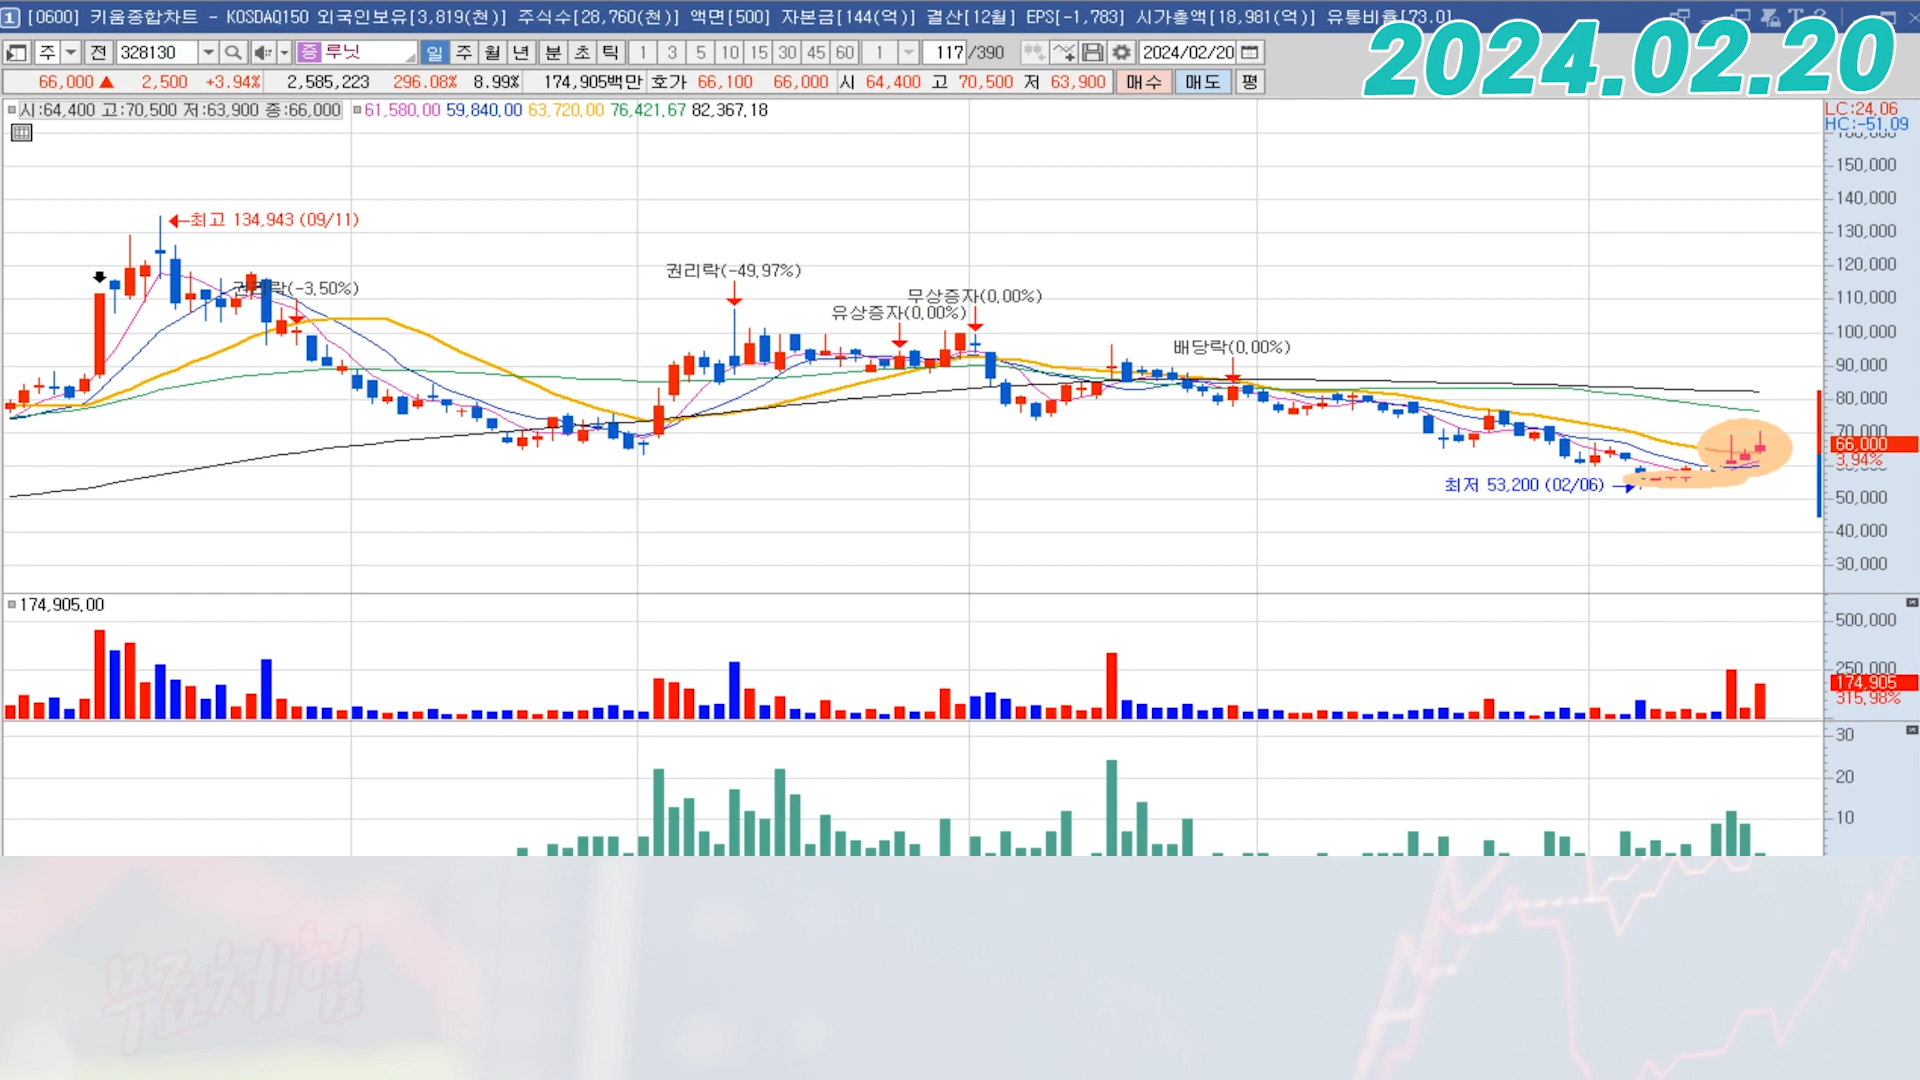 1 [0600] 키움종합차트 - KOSDAQ150 외국인보유[3,819(천)] 주식수[28,760(천)] 액면[500] 자본금[144(억)] 결산[12월] EPS[-1,783] 시가총액[18,981(억)] 유통비율[73.0]
2024.02.20
주 전 328130 증 루닛 일 주 월 년 분 초 틱 1 3 5 10 15 30 45 60 1 117 /390 2024/02/20
66,000 ▲ 2,500 +3.94% 2,585,223 296.08% 8.99% 174,905백만 호가 66,100 66,000 시 64,400 고 70,500 저 63,900 매수 매도 평
시:64,400 고:70,500 저:63,900 종:66,000 61,580.00 59,840.00 63,720.00 76,421.67 82,367.18
LC:24.06
HC:-51.09
150,000
140,000
130,000
120,000
110,000
100,000
90,000
80,000
70,000
66,000
3.94%
50,000
40,000
30,000
←최고 134,943 (09/11)
권리락(-3.50%)
권리락(-49.97%)
무상증자(0.00%)
유상증자(0.00%)
배당락(0.00%)
최저 53,200 (02/06) →
174,905.00
500,000
250,000
174,905
315.98%
30
20
10
무료체험